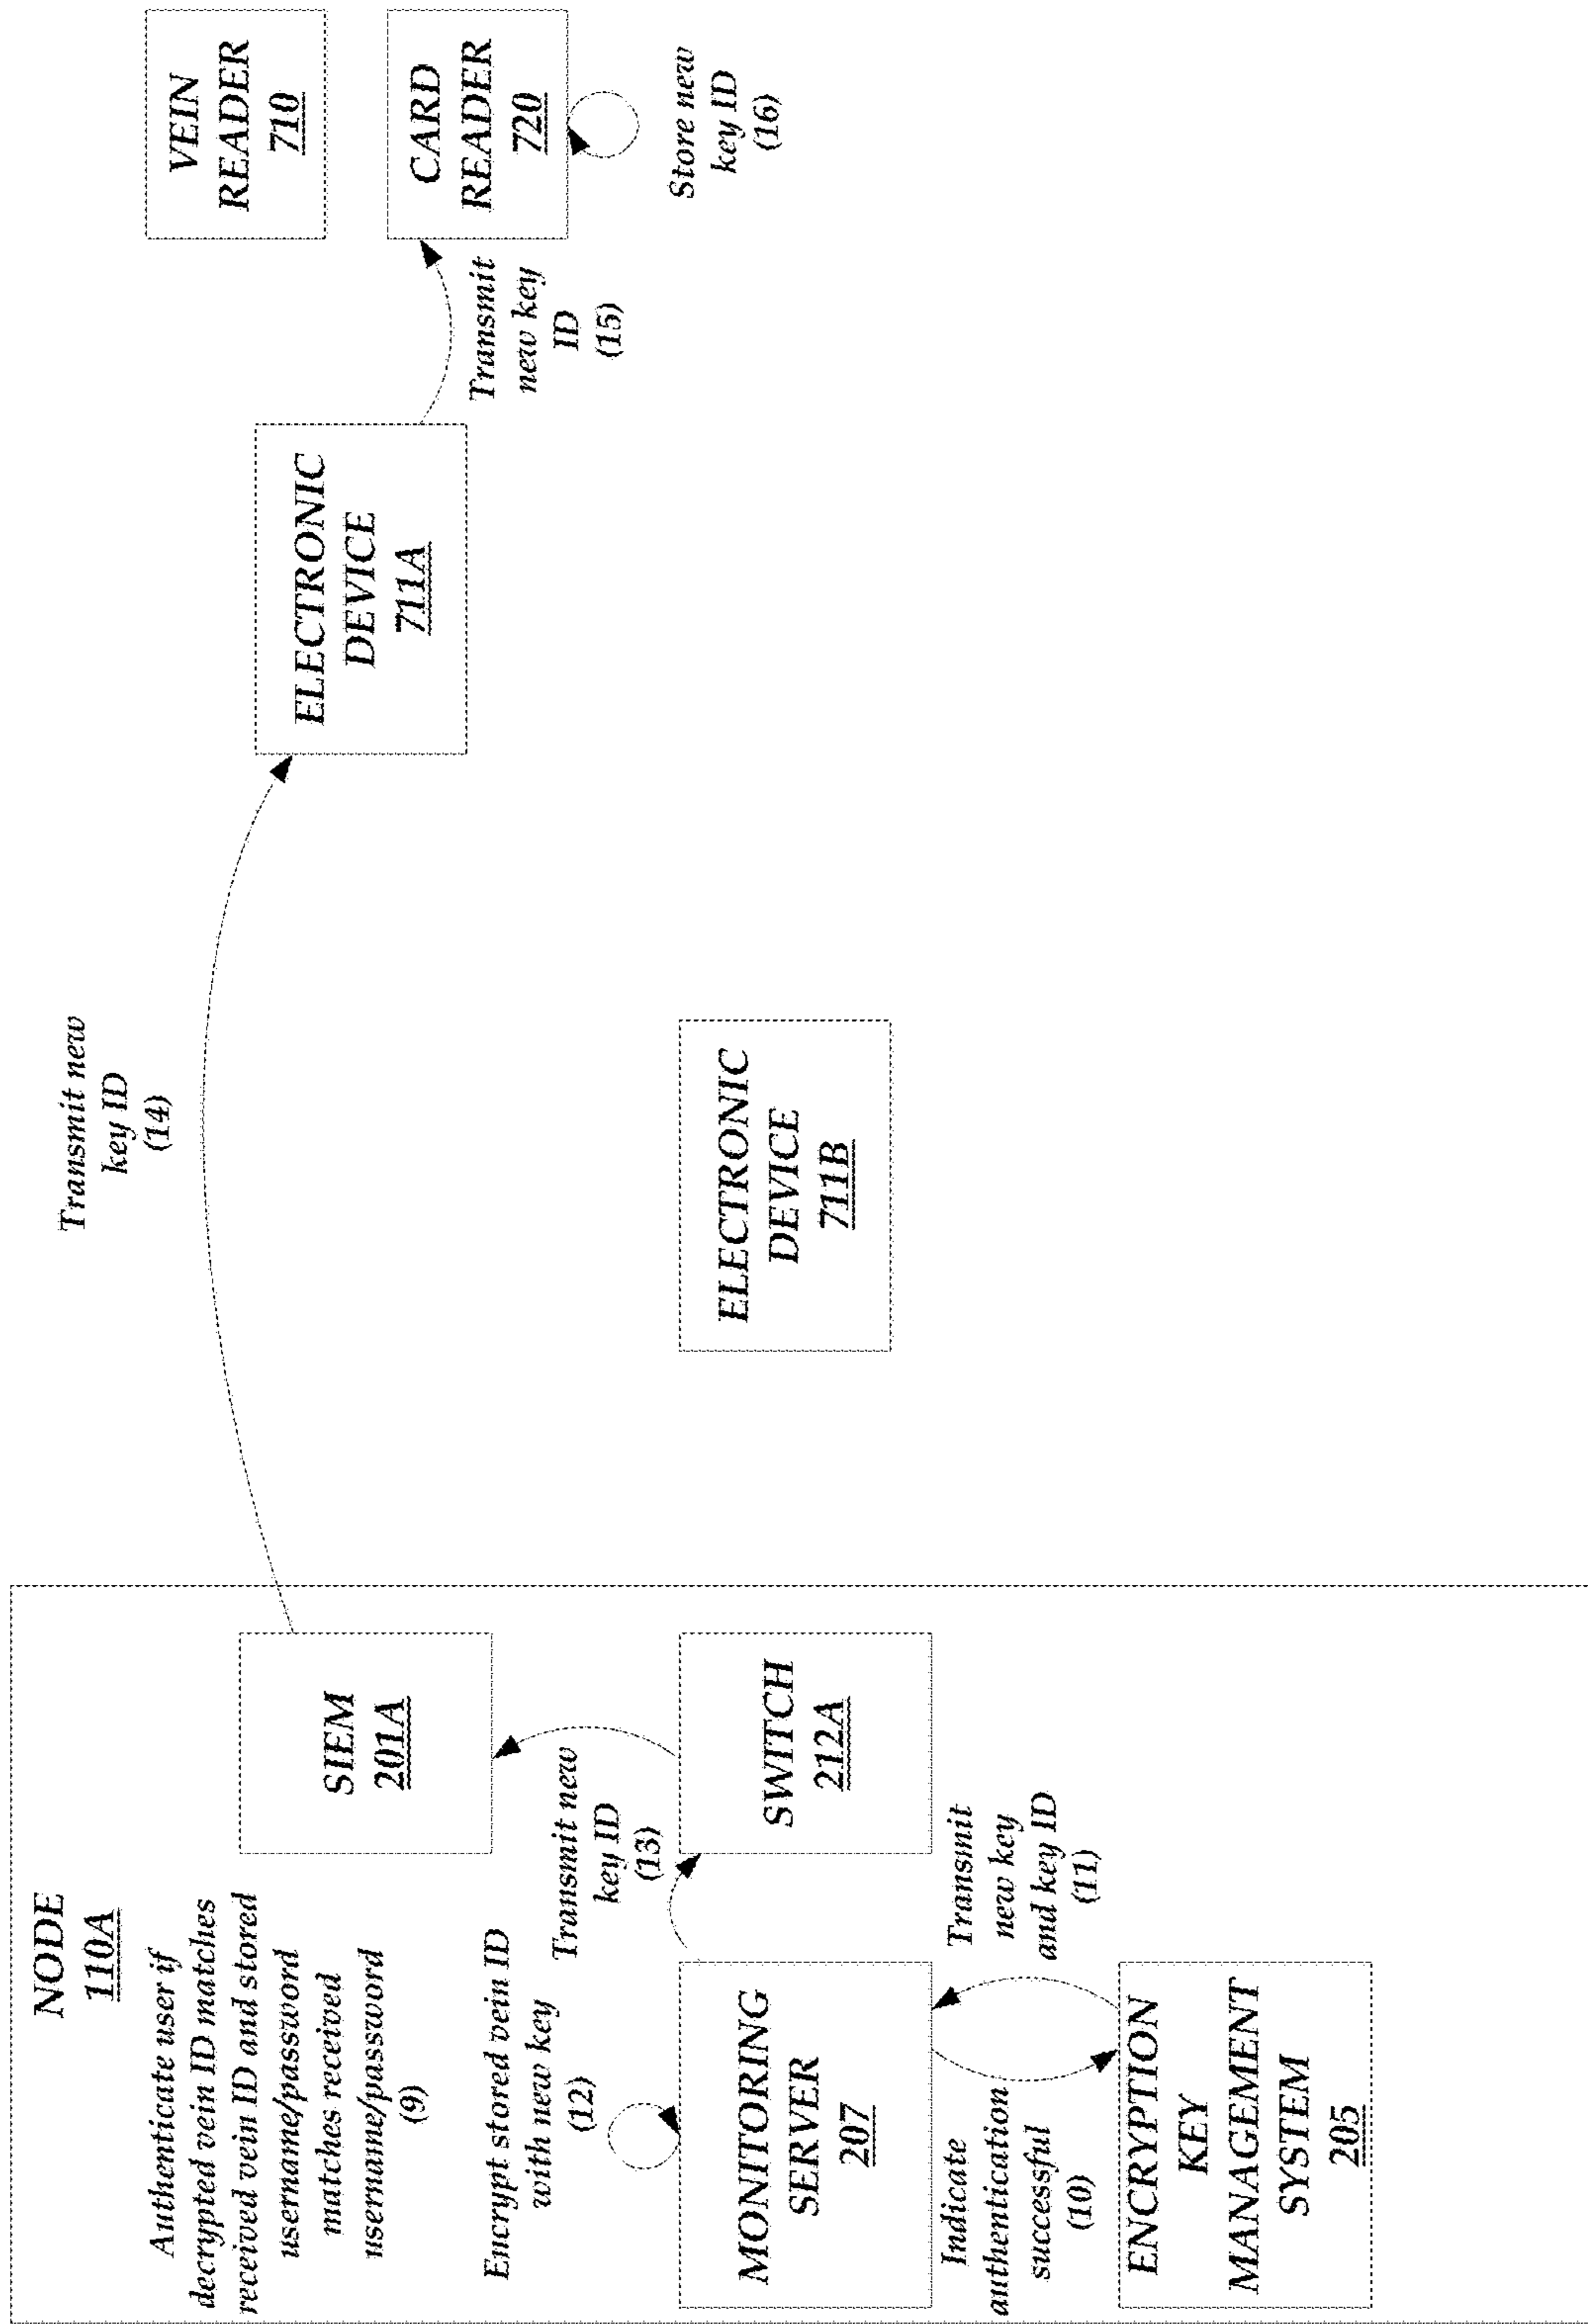 NODE
110A
Authenticate user if
decrypted vein ID matches
received vein ID and stored
username/password
matches received
username/password
(9)
Encrypt stored vein ID
with new key
(12)
MONITORING
SERVER
207
Indicate
authentication
successful
(10)
ENCRYPTION
KEY
MANAGEMENT
SYSTEM
205
Transmit
new key
and key ID
(11)
Transmit new
key ID
(13)
SWITCH
212A
SIEM
201A
Transmit new
key ID
(14)
ELECTRONIC
DEVICE
711B
ELECTRONIC
DEVICE
711A
Transmit
new key
ID
(15)
VEIN
READER
710
CARD
READER
720
Store new
key ID
(16)